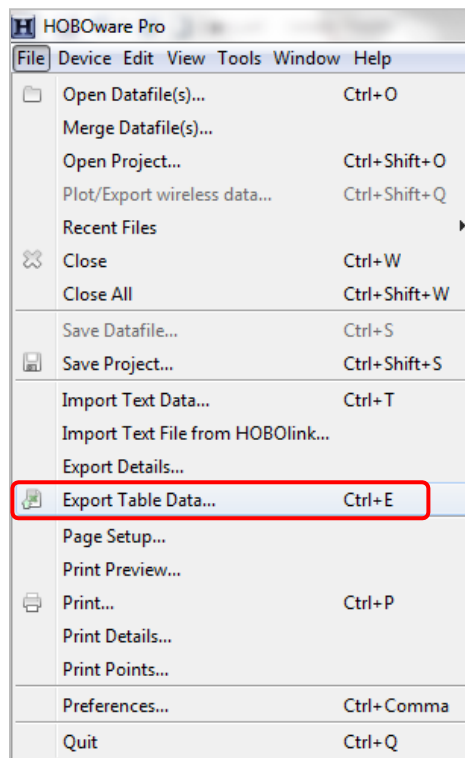 H HOBOware Pro
File Device Edit View Tools Window Help
Open Datafile(s)... Ctrl+O
Merge Datafile(s)...
Open Project... Ctrl+Shift+O
Plot/Export wireless data... Ctrl+Shift+Q
Recent Files
Close Ctrl+W
Close All Ctrl+Shift+W
Save Datafile... Ctrl+S
Save Project... Ctrl+Shift+S
Import Text Data... Ctrl+T
Import Text File from HOBOlink...
Export Details...
Export Table Data... Ctrl+E
Page Setup...
Print Preview...
Print... Ctrl+P
Print Details...
Print Points...
Preferences... Ctrl+Comma
Quit Ctrl+Q